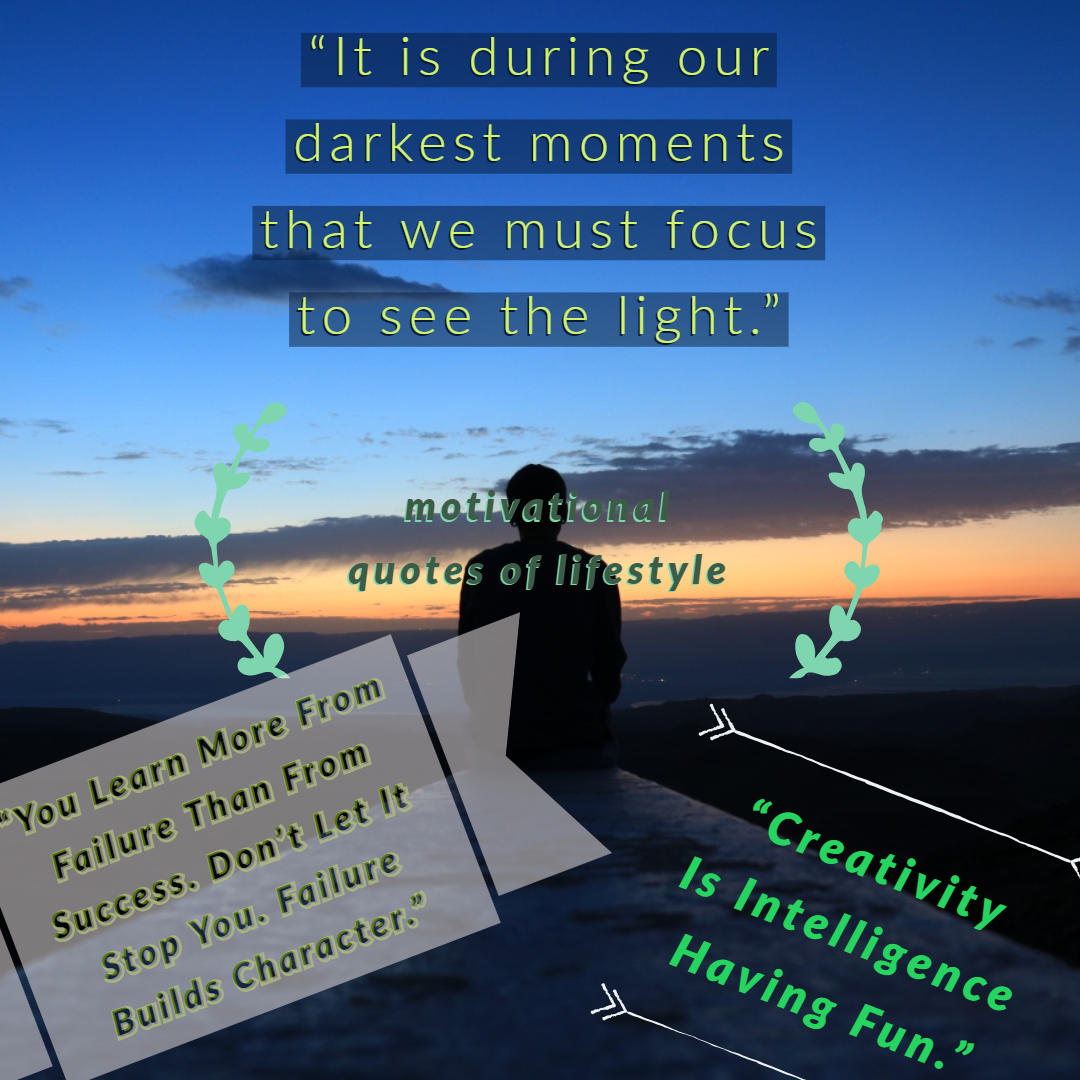 “It is during our
darkest moments
that we must focus
to see the light.”
motivational
quotes of lifestyle
“You Learn More From
Failure Than From
Success. Don’t Let It
Stop You. Failure
Builds Character.”
“Creativity
Is Intelligence
Having Fun.”